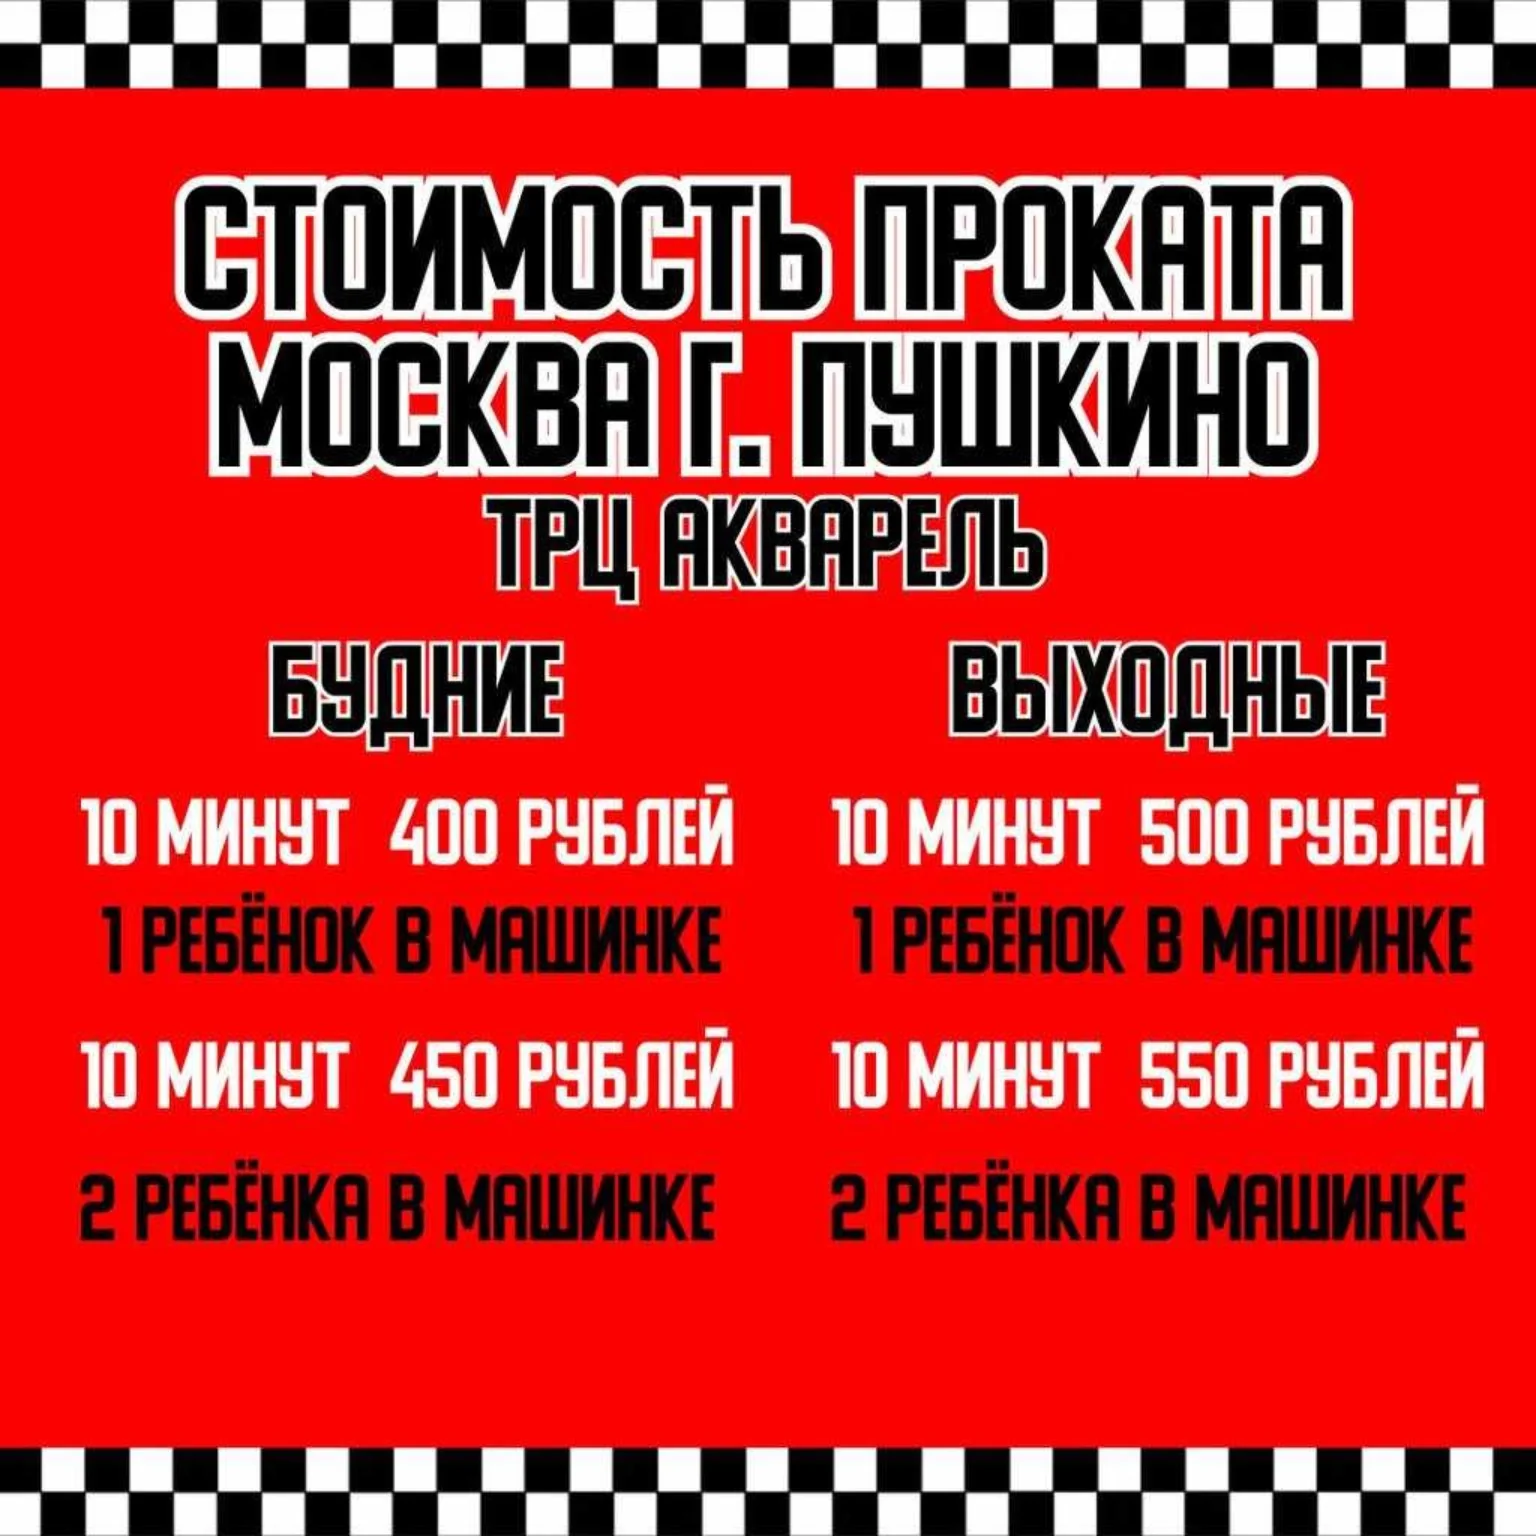 СТОИМОСТЬ ПРОКАТА
МОСКВА Г. ПУШКИНО
ТРЦ АКВАРЕЛЬ
БУДНИЕ
10 МИНУТ 400 РУБЛЕЙ
1 РЕБЁНОК В МАШИНКЕ
10 МИНУТ 450 РУБЛЕЙ
2 РЕБЁНКА В МАШИНКЕ
ВЫХОДНЫЕ
10 МИНУТ 500 РУБЛЕЙ
1 РЕБЁНОК В МАШИНКЕ
10 МИНУТ 550 РУБЛЕЙ
2 РЕБЁНКА В МАШИНКЕ